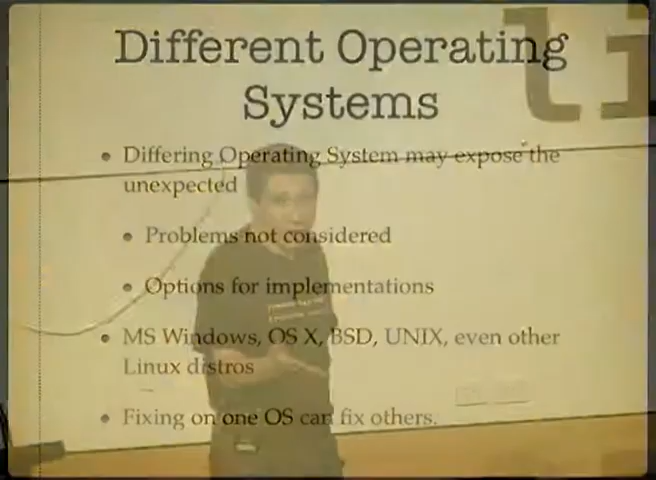 Different Operating
Systems
li
• Differing Operating System may expose the
unexpected
• Problems not considered
• Options for implementations
• MS Windows, OS X, BSD, UNIX, even other
Linux distros
• Fixing on one OS can fix others.